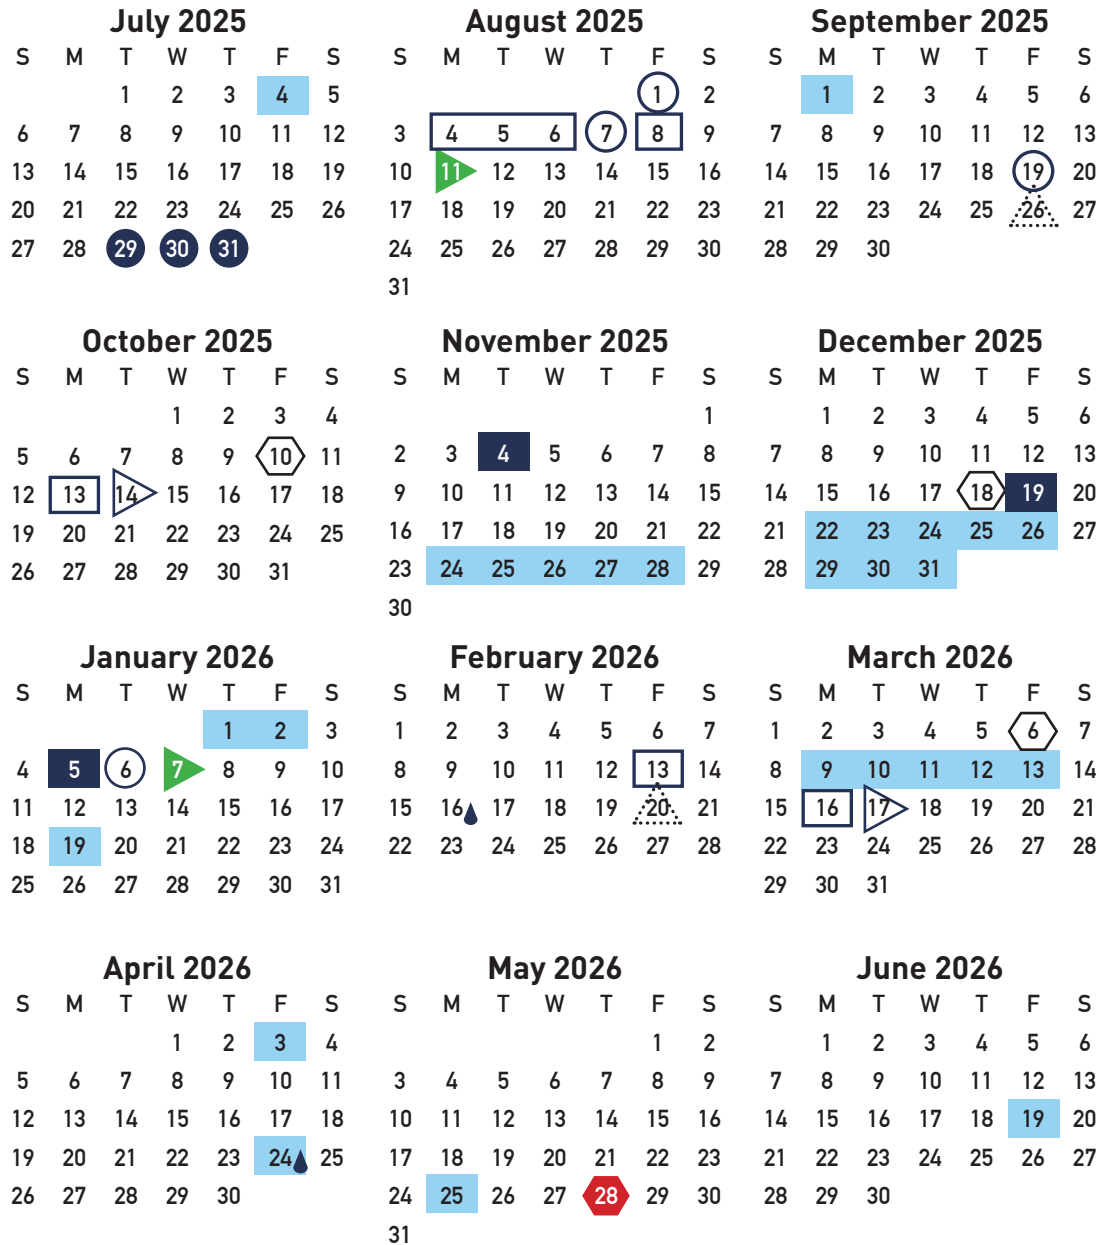 July 2025
S M T W T F S
1 2 3 4 5
6 7 8 9 10 11 12
13 14 15 16 17 18 19
20 21 22 23 24 25 26
27 28 29 30 31
August 2025
S M T W T F S
1 2
3 4 5 6 7 8 9
10 11 12 13 14 15 16
17 18 19 20 21 22 23
24 25 26 27 28 29 30
31
September 2025
S M T W T F S
1 2 3 4 5 6
7 8 9 10 11 12 13
14 15 16 17 18 19 20
21 22 23 24 25 26 27
28 29 30
October 2025
S M T W T F S
1 2 3 4
5 6 7 8 9 10 11
12 13 14 15 16 17 18
19 20 21 22 23 24 25
26 27 28 29 30 31
November 2025
S M T W T F S
1
2 3 4 5 6 7 8
9 10 11 12 13 14 15
16 17 18 19 20 21 22
23 24 25 26 27 28 29
30
December 2025
S M T W T F S
1 2 3 4 5 6
7 8 9 10 11 12 13
14 15 16 17 18 19 20
21 22 23 24 25 26 27
28 29 30 31
January 2026
S M T W T F S
1 2 3
4 5 6 7 8 9 10
11 12 13 14 15 16 17
18 19 20 21 22 23 24
25 26 27 28 29 30 31
February 2026
S M T W T F S
1 2 3 4 5 6 7
8 9 10 11 12 13 14
15 16 17 18 19 20 21
22 23 24 25 26 27 28
March 2026
S M T W T F S
1 2 3 4 5 6 7
8 9 10 11 12 13 14
15 16 17 18 19 20 21
22 23 24 25 26 27 28
29 30 31
April 2026
S M T W T F S
1 2 3 4
5 6 7 8 9 10 11
12 13 14 15 16 17 18
19 20 21 22 23 24 25
26 27 28 29 30
May 2026
S M T W T F S
1 2
3 4 5 6 7 8 9
10 11 12 13 14 15 16
17 18 19 20 21 22 23
24 25 26 27 28 29 30
31
June 2026
S M T W T F S
1 2 3 4 5 6
7 8 9 10 11 12 13
14 15 16 17 18 19 20
21 22 23 24 25 26 27
28 29 30